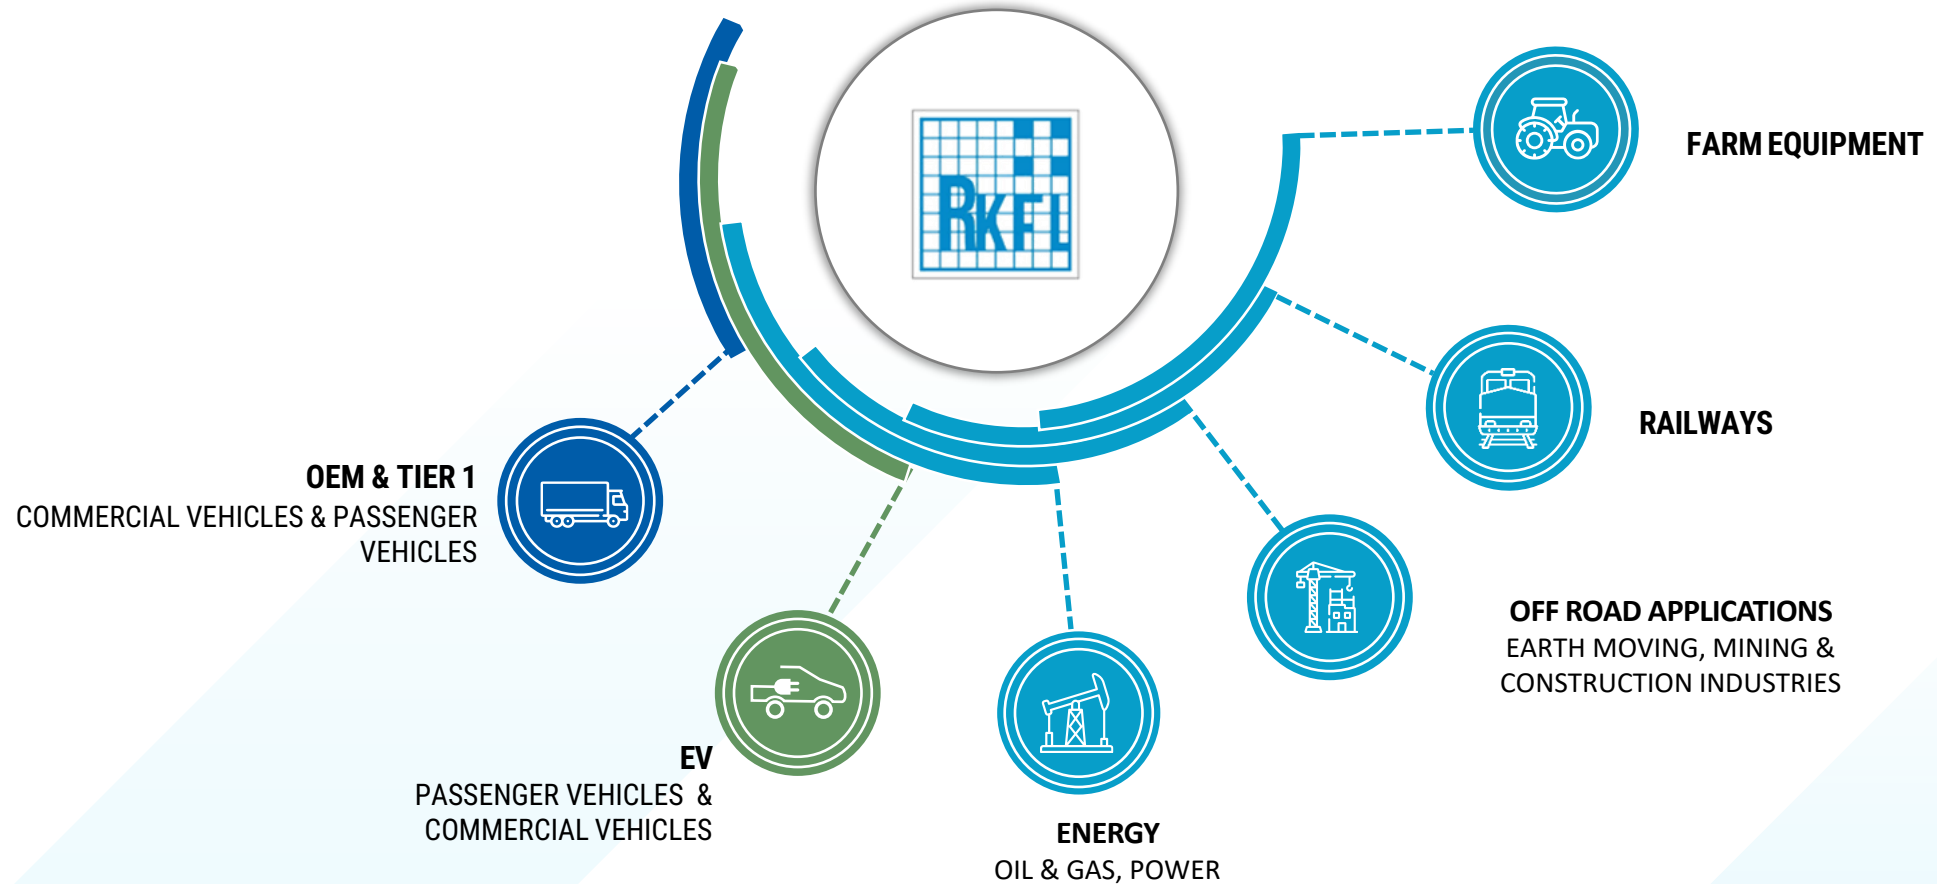 RKFL
FARM EQUIPMENT
RAILWAYS
OEM & TIER 1
COMMERCIAL VEHICLES & PASSENGER
VEHICLES
OFF ROAD APPLICATIONS
EARTH MOVING, MINING &
CONSTRUCTION INDUSTRIES
EV
PASSENGER VEHICLES &
COMMERCIAL VEHICLES
ENERGY
OIL & GAS, POWER